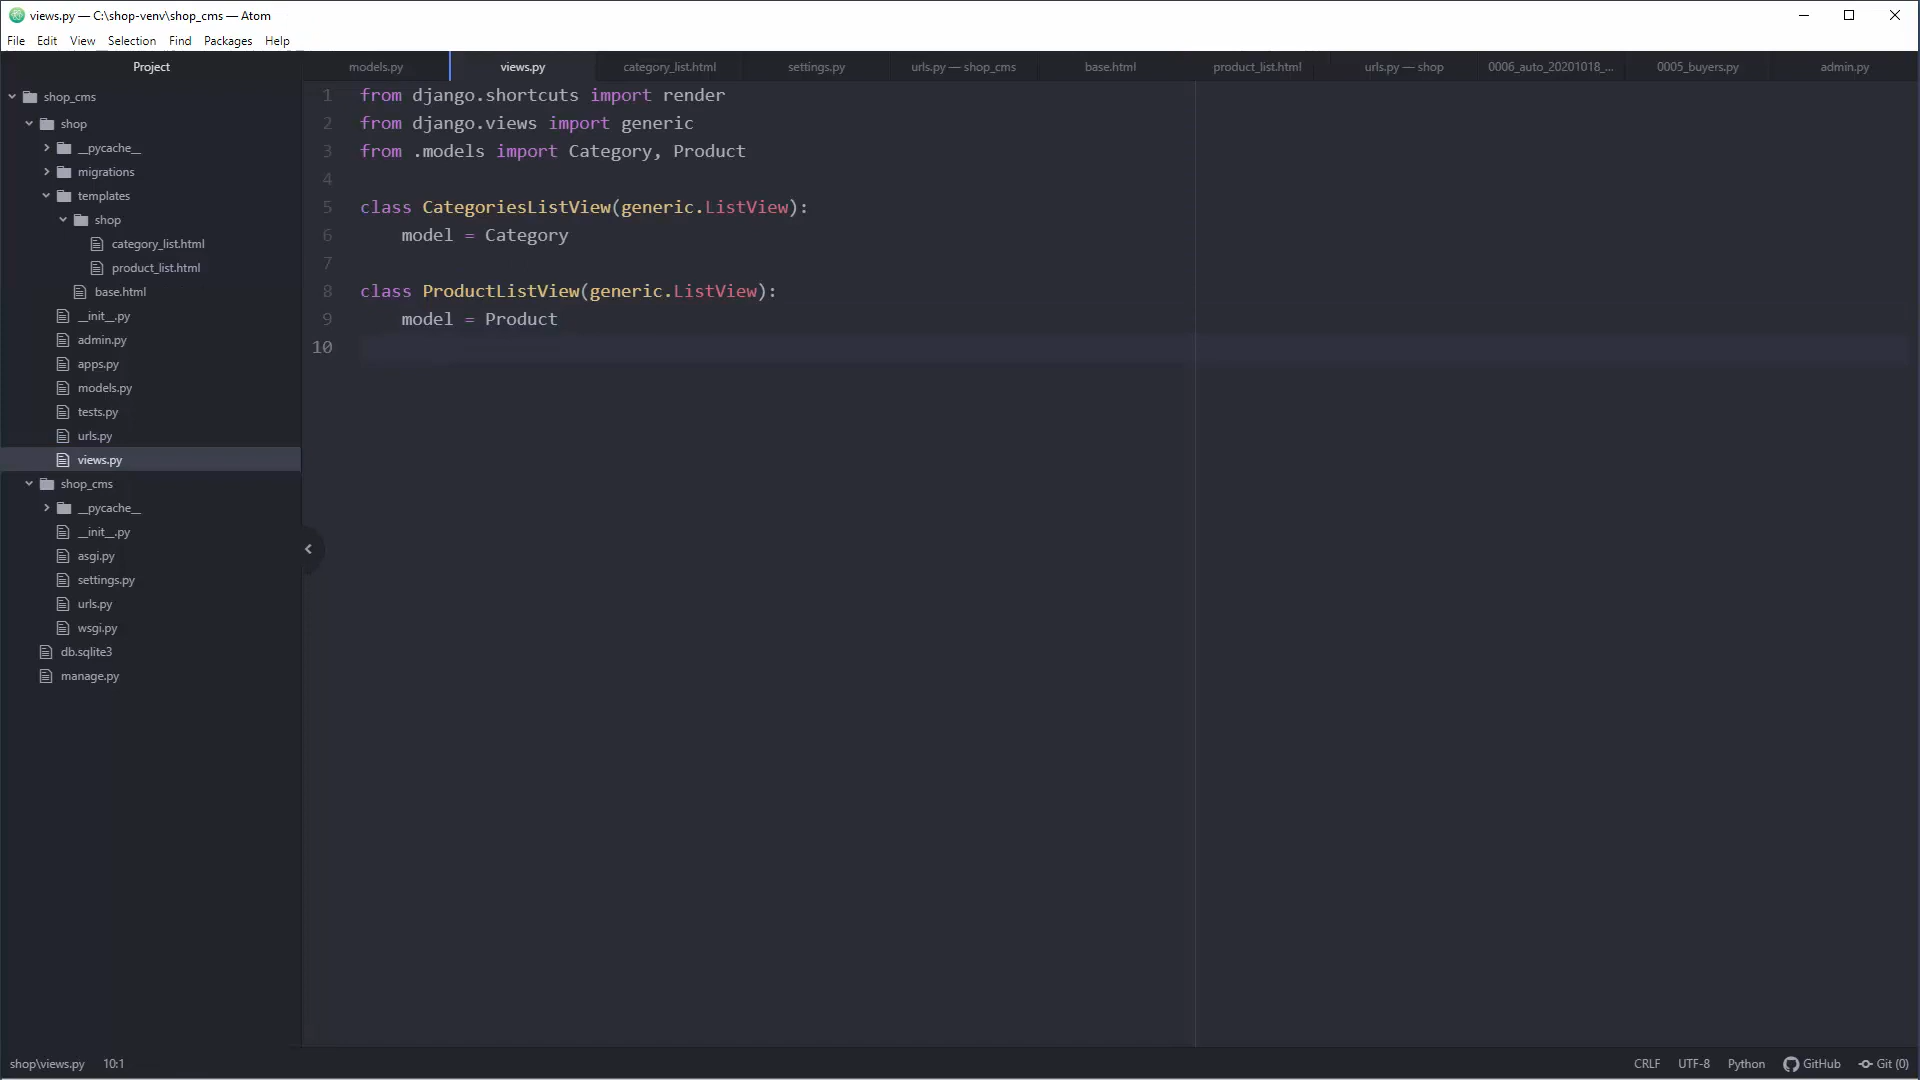 views.py — C:\shop-venv\shop_cms — Atom
File Edit View Selection Find Packages Help
Project
models.py views.py category_list.html settings.py urls.py — shop_cms base.html product_list.html urls.py — shop 0006_auto_20201018_... 0005_buyers.py admin.py
shop_cms
shop
__pycache__
migrations
templates
shop
category_list.html
product_list.html
base.html
__init__.py
admin.py
apps.py
models.py
tests.py
urls.py
views.py
shop_cms
__pycache__
__init__.py
asgi.py
settings.py
urls.py
wsgi.py
db.sqlite3
manage.py
1 from django.shortcuts import render
2 from django.views import generic
3 from .models import Category, Product
4
5 class CategoriesListView(generic.ListView):
6 model = Category
7
8 class ProductListView(generic.ListView):
9 model = Product
10
shop\views.py 10:1
CRLF UTF-8 Python GitHub Git (0)